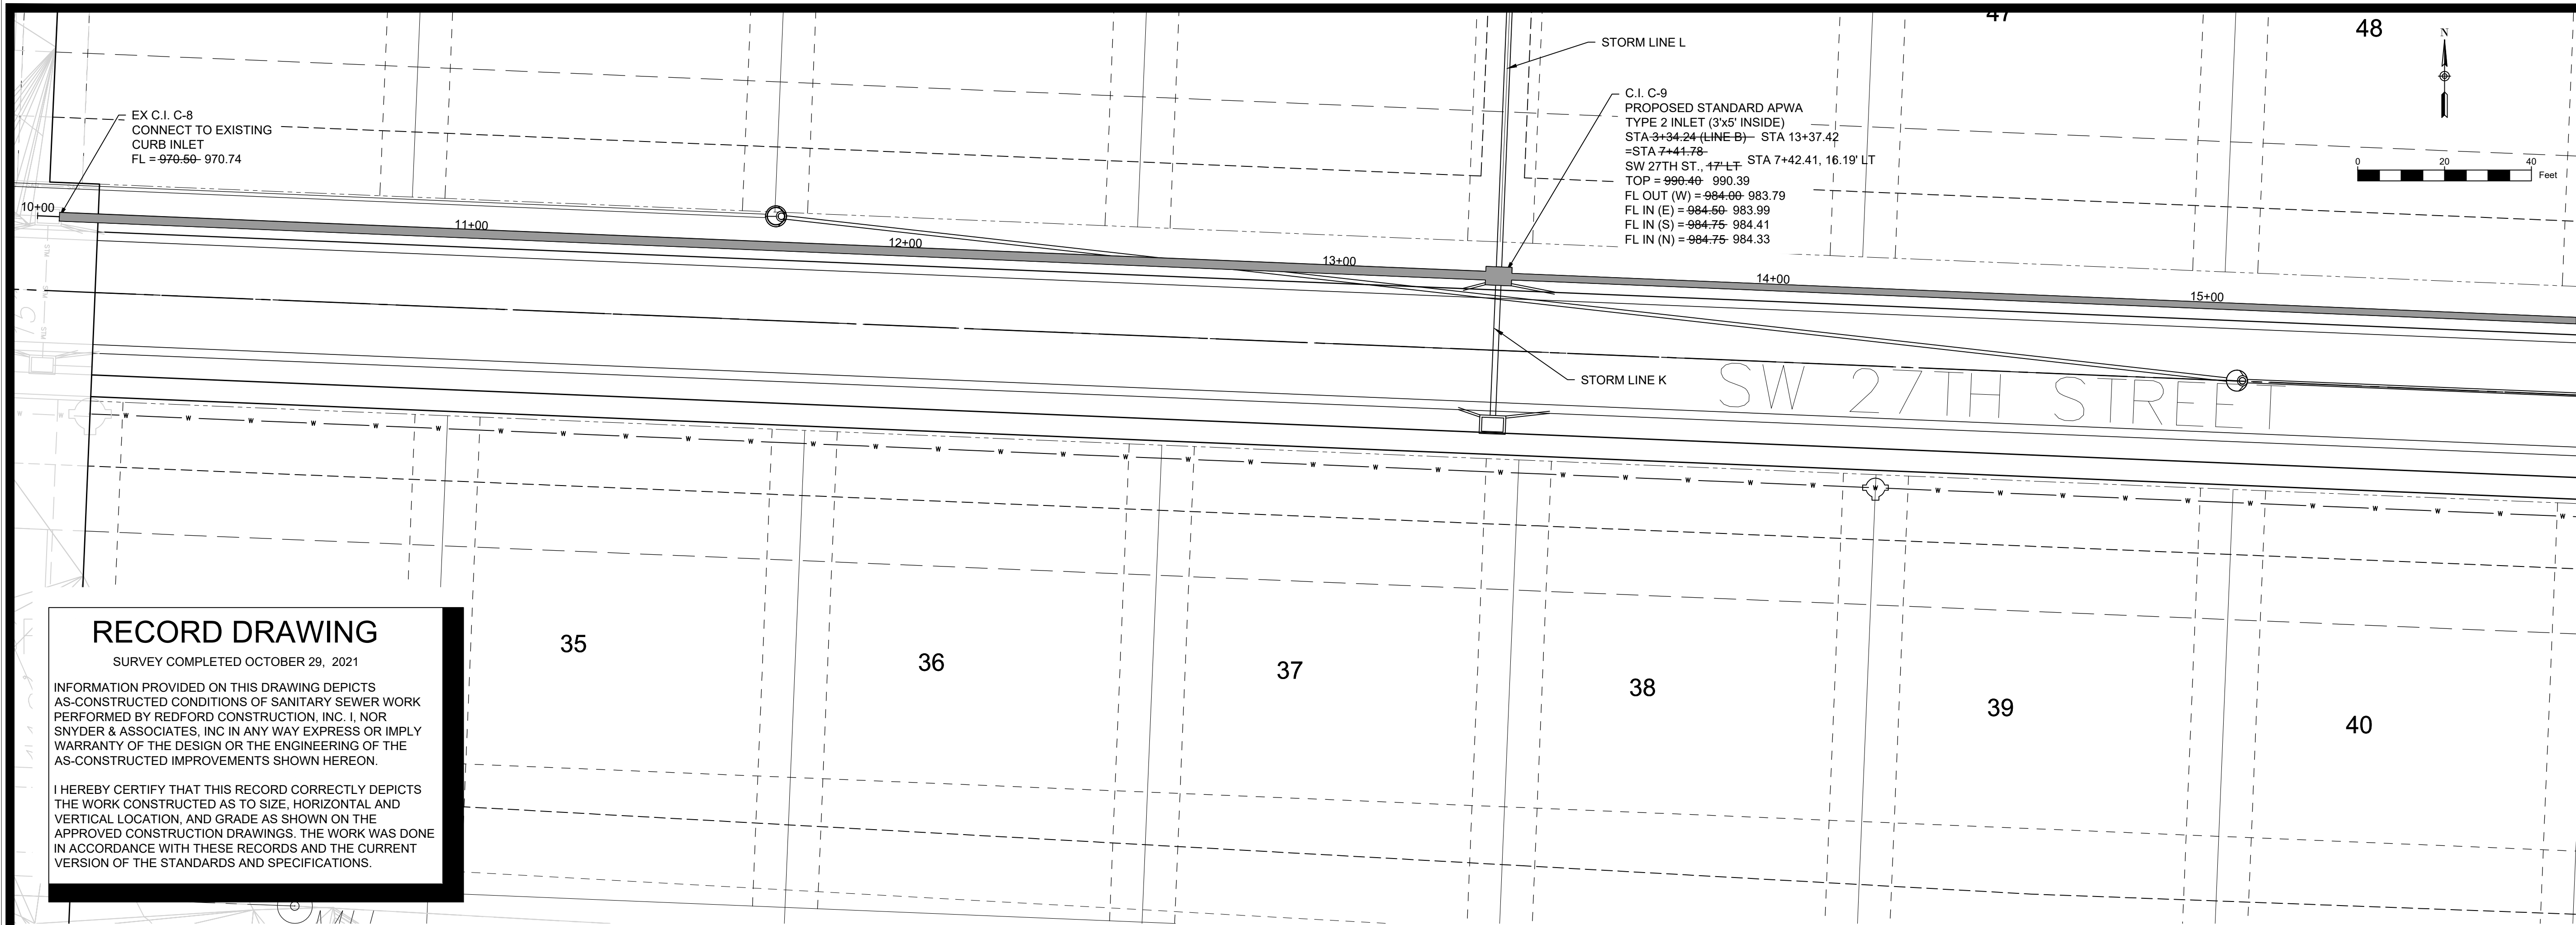 47
48
N
STORM LINE L
C.I. C-9
PROPOSED STANDARD APWA
TYPE 2 INLET (3'x5' INSIDE)
STA 3+34.24 (LINE B) STA 13+37.42
=STA 7+41.78
SW 27TH ST., 17' LT STA 7+42.41, 16.19' LT
TOP = 990.40 990.39
FL OUT (W) = 984.00 983.79
FL IN (E) = 984.50 983.99
FL IN (S) = 984.75 984.41
FL IN (N) = 984.75 984.33
0 20 40
Feet
EX C.I. C-8
CONNECT TO EXISTING
CURB INLET
FL = 970.50 970.74
10+00
11+00
12+00
13+00
14+00
15+00
STM
STM
STM
STORM LINE K
SW 27TH STREET
W W W W W W W W W W W W W W W W W W W W W W W W W W W W W W W W W W W W W W W W
35
36
37
38
39
40
RECORD DRAWING
SURVEY COMPLETED OCTOBER 29, 2021
INFORMATION PROVIDED ON THIS DRAWING DEPICTS
AS-CONSTRUCTED CONDITIONS OF SANITARY SEWER WORK
PERFORMED BY REDFORD CONSTRUCTION, INC. I, NOR
SNYDER & ASSOCIATES, INC IN ANY WAY EXPRESS OR IMPLY
WARRANTY OF THE DESIGN OR THE ENGINEERING OF THE
AS-CONSTRUCTED IMPROVEMENTS SHOWN HEREON.
I HEREBY CERTIFY THAT THIS RECORD CORRECTLY DEPICTS
THE WORK CONSTRUCTED AS TO SIZE, HORIZONTAL AND
VERTICAL LOCATION, AND GRADE AS SHOWN ON THE
APPROVED CONSTRUCTION DRAWINGS. THE WORK WAS DONE
IN ACCORDANCE WITH THESE RECORDS AND THE CURRENT
VERSION OF THE STANDARDS AND SPECIFICATIONS.